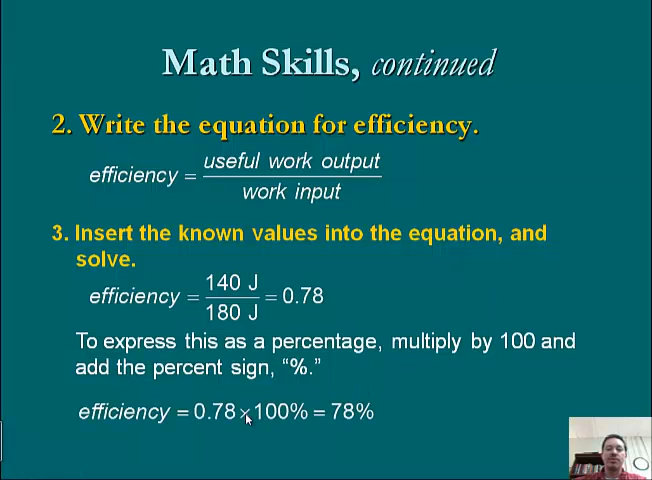 Math Skills, continued
2. Write the equation for efficiency.
efficiency = useful work output / work input
3. Insert the known values into the equation, and
solve.
efficiency = 140 J / 180 J = 0.78
To express this as a percentage, multiply by 100 and
add the percent sign, “%.”
efficiency = 0.78 × 100% = 78%